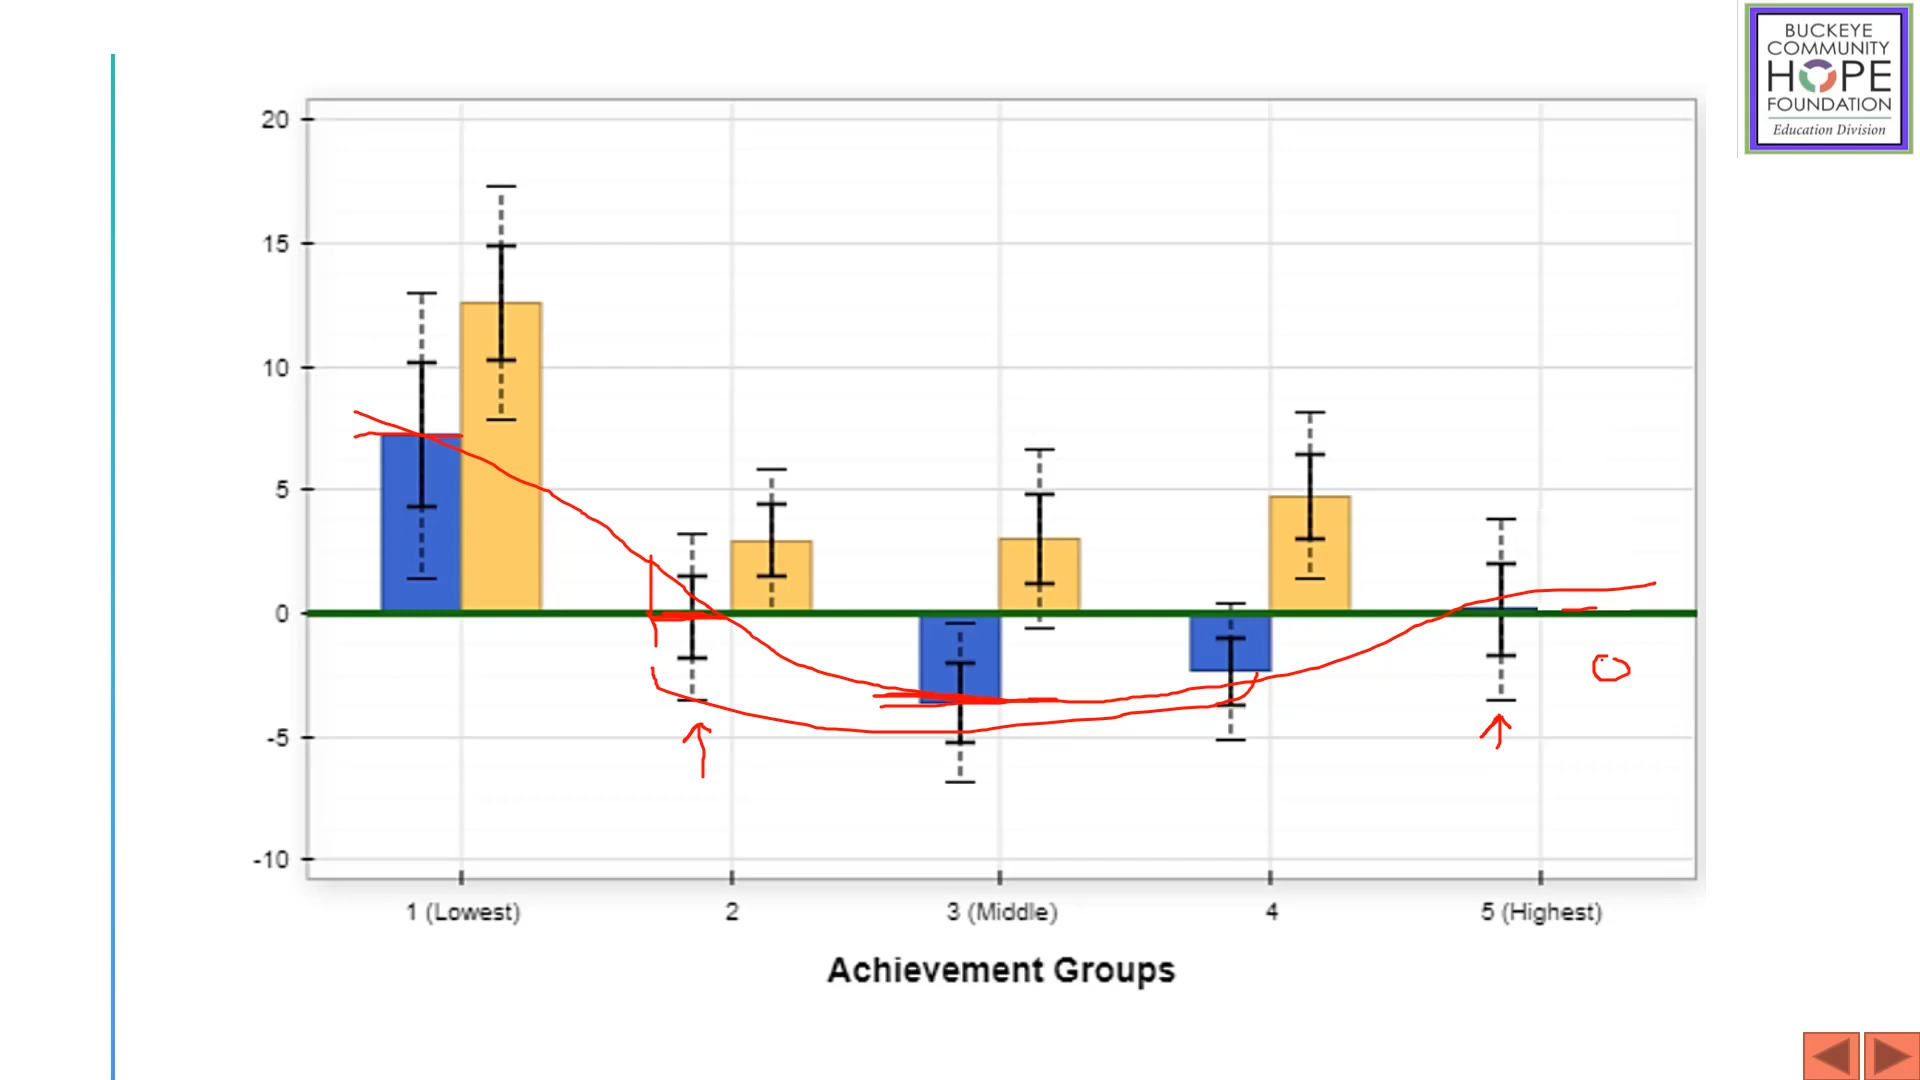 BUCKEYE
COMMUNITY
HOPE
FOUNDATION
Education Division
20
15
10
5
0
-5
-10
1 (Lowest)
2
3 (Middle)
4
5 (Highest)
Achievement Groups